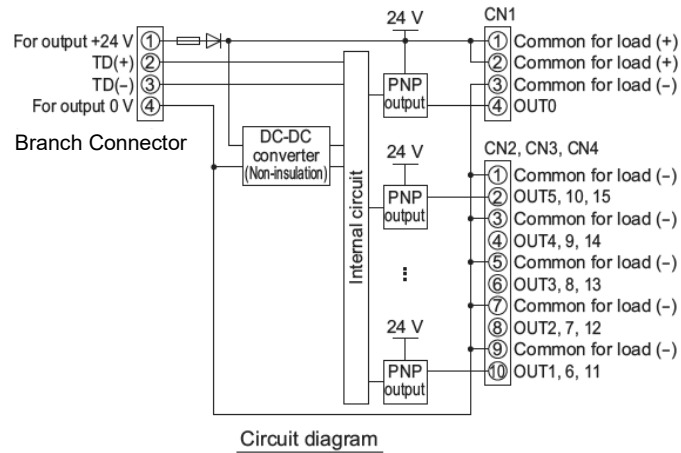 For output +24 V ①
TD(+) ②
TD(−) ③
For output 0 V ④
Branch Connector
DC-DC
converter
(Non-insulation)
Internal circuit
24 V
PNP
output
24 V
PNP
output
24 V
PNP
output
CN1
① Common for load (+)
② Common for load (+)
③ Common for load (−)
④ OUT0
CN2, CN3, CN4
① Common for load (−)
② OUT5, 10, 15
③ Common for load (−)
④ OUT4, 9, 14
⑤ Common for load (−)
⑥ OUT3, 8, 13
⑦ Common for load (−)
⑧ OUT2, 7, 12
⑨ Common for load (−)
⑩ OUT1, 6, 11
Circuit diagram